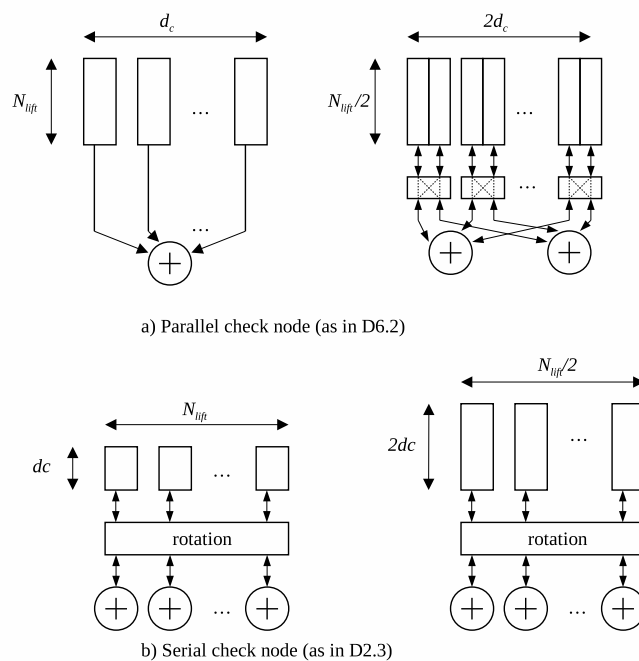 d_c
2d_c
N_lift
N_lift/2
...
...
...
...
a) Parallel check node (as in D6.2)
N_lift/2
N_lift
dc
2dc
...
...
rotation
rotation
...
...
b) Serial check node (as in D2.3)